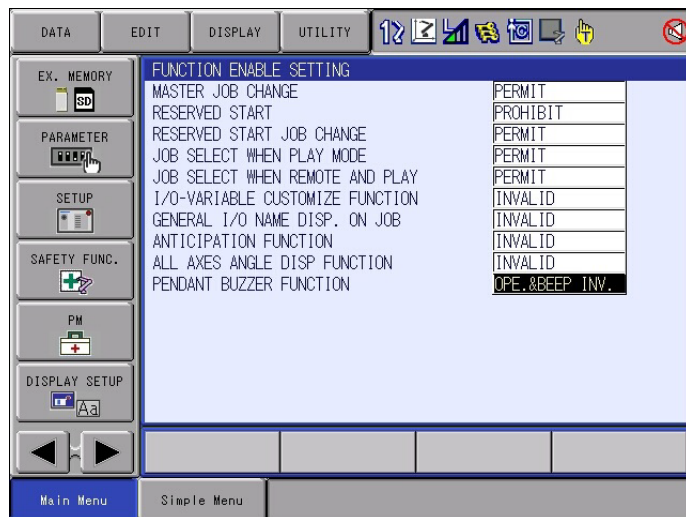 DATA
EDIT
DISPLAY
UTILITY
EX. MEMORY
SD
PARAMETER
SETUP
SAFETY FUNC.
PM
DISPLAY SETUP
Aa
FUNCTION ENABLE SETTING
MASTER JOB CHANGE PERMIT
RESERVED START PROHIBIT
RESERVED START JOB CHANGE PERMIT
JOB SELECT WHEN PLAY MODE PERMIT
JOB SELECT WHEN REMOTE AND PLAY PERMIT
I/O-VARIABLE CUSTOMIZE FUNCTION INVALID
GENERAL I/O NAME DISP. ON JOB INVALID
ANTICIPATION FUNCTION INVALID
ALL AXES ANGLE DISP FUNCTION INVALID
PENDANT BUZZER FUNCTION OPE.&BEEP INV.
Main Menu
Simple Menu